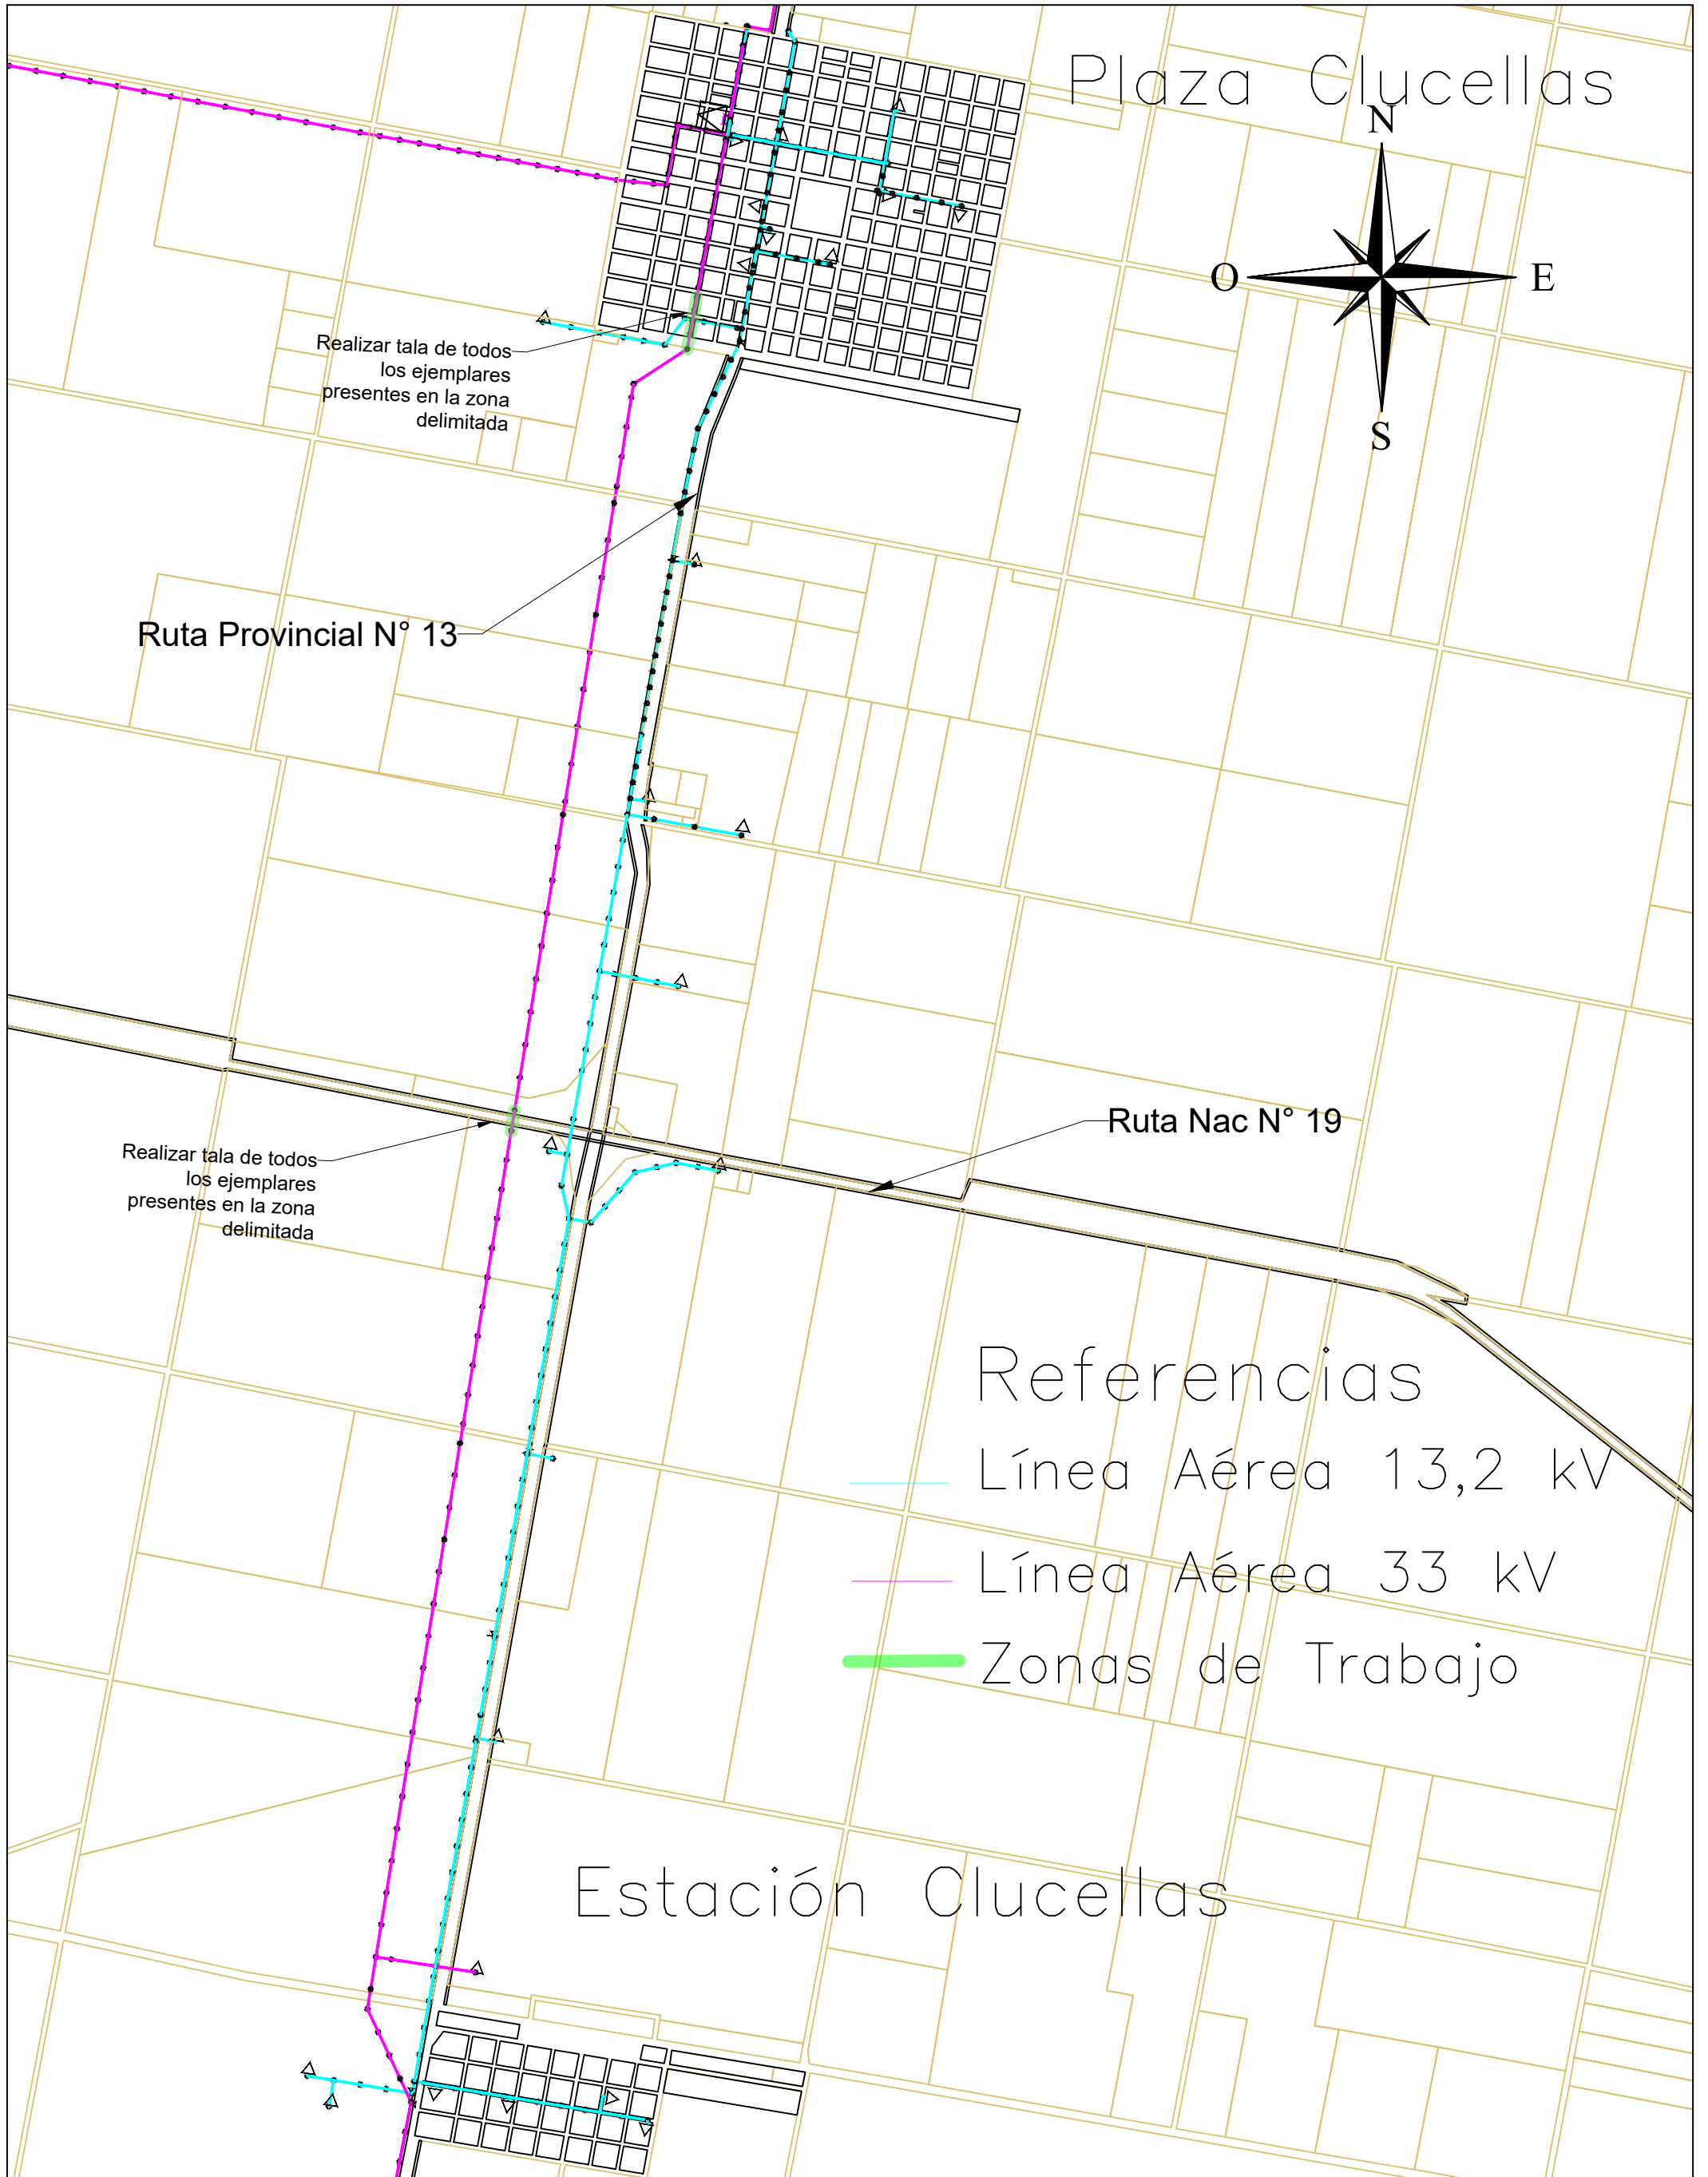 Plaza Clucellas
N
O
E
S
Realizar tala de todos
los ejemplares
presentes en la zona
delimitada
Ruta Provincial N° 13
Ruta Nac N° 19
Realizar tala de todos
los ejemplares
presentes en la zona
delimitada
Referencias
Línea Aérea 13,2 kV
Línea Aérea 33 kV
Zonas de Trabajo
Estación Clucellas